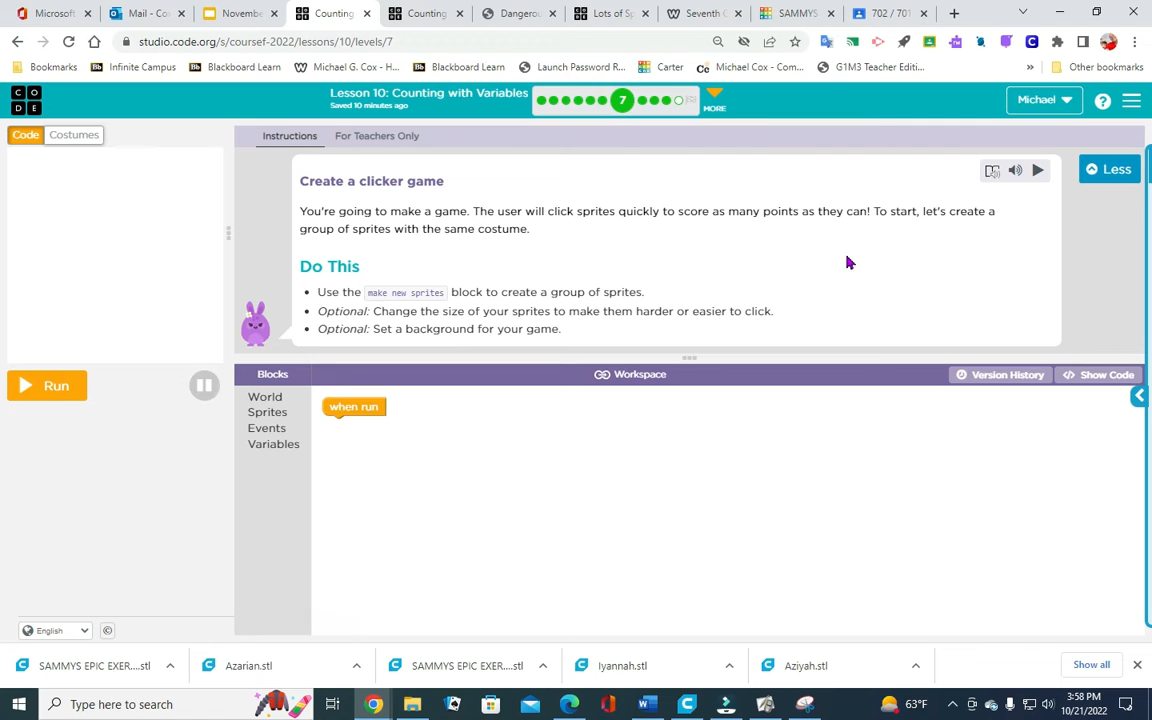 Microsoft
Mail - Co
November
Counting
Counting
Dangerou
Lots of Sp
Seventh G
SAMMYS
702 / 701
studio.code.org/s/coursef-2022/lessons/10/levels/7
Bookmarks
Infinite Campus
Blackboard Learn
Michael G. Cox - H...
Blackboard Learn
Launch Password R...
Carter
Michael Cox - Com...
G1M3 Teacher Editi...
Other bookmarks
C O
D E
Lesson 10: Counting with Variables
Saved 10 minutes ago
7
MORE
Michael
Code
Costumes
Instructions
For Teachers Only
Create a clicker game
Less
You're going to make a game. The user will click sprites quickly to score as many points as they can! To start, let's create a
group of sprites with the same costume.
Do This
Use the make new sprites block to create a group of sprites.
Optional: Change the size of your sprites to make them harder or easier to click.
Optional: Set a background for your game.
Run
Blocks
Workspace
Version History
Show Code
World
Sprites
Events
Variables
when run
English
SAMMYS EPIC EXER....stl
Azarian.stl
SAMMYS EPIC EXER....stl
Iyannah.stl
Aziyah.stl
Show all
Type here to search
63°F
3:58 PM
10/21/2022